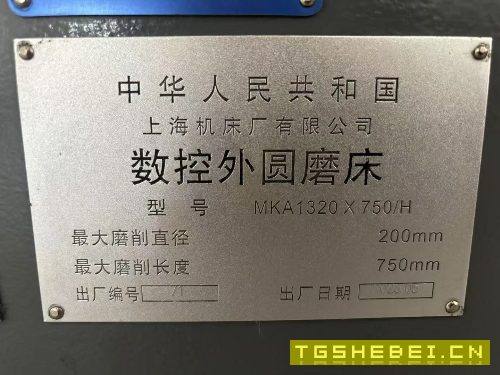 中华人民共和国
上海机床厂有限公司
数控外圆磨床
型 号 MKA1320 X 750/H
最大磨削直径 200mm
最大磨削长度 750mm
出厂编号 出厂日期
TGSHEBEI.CN